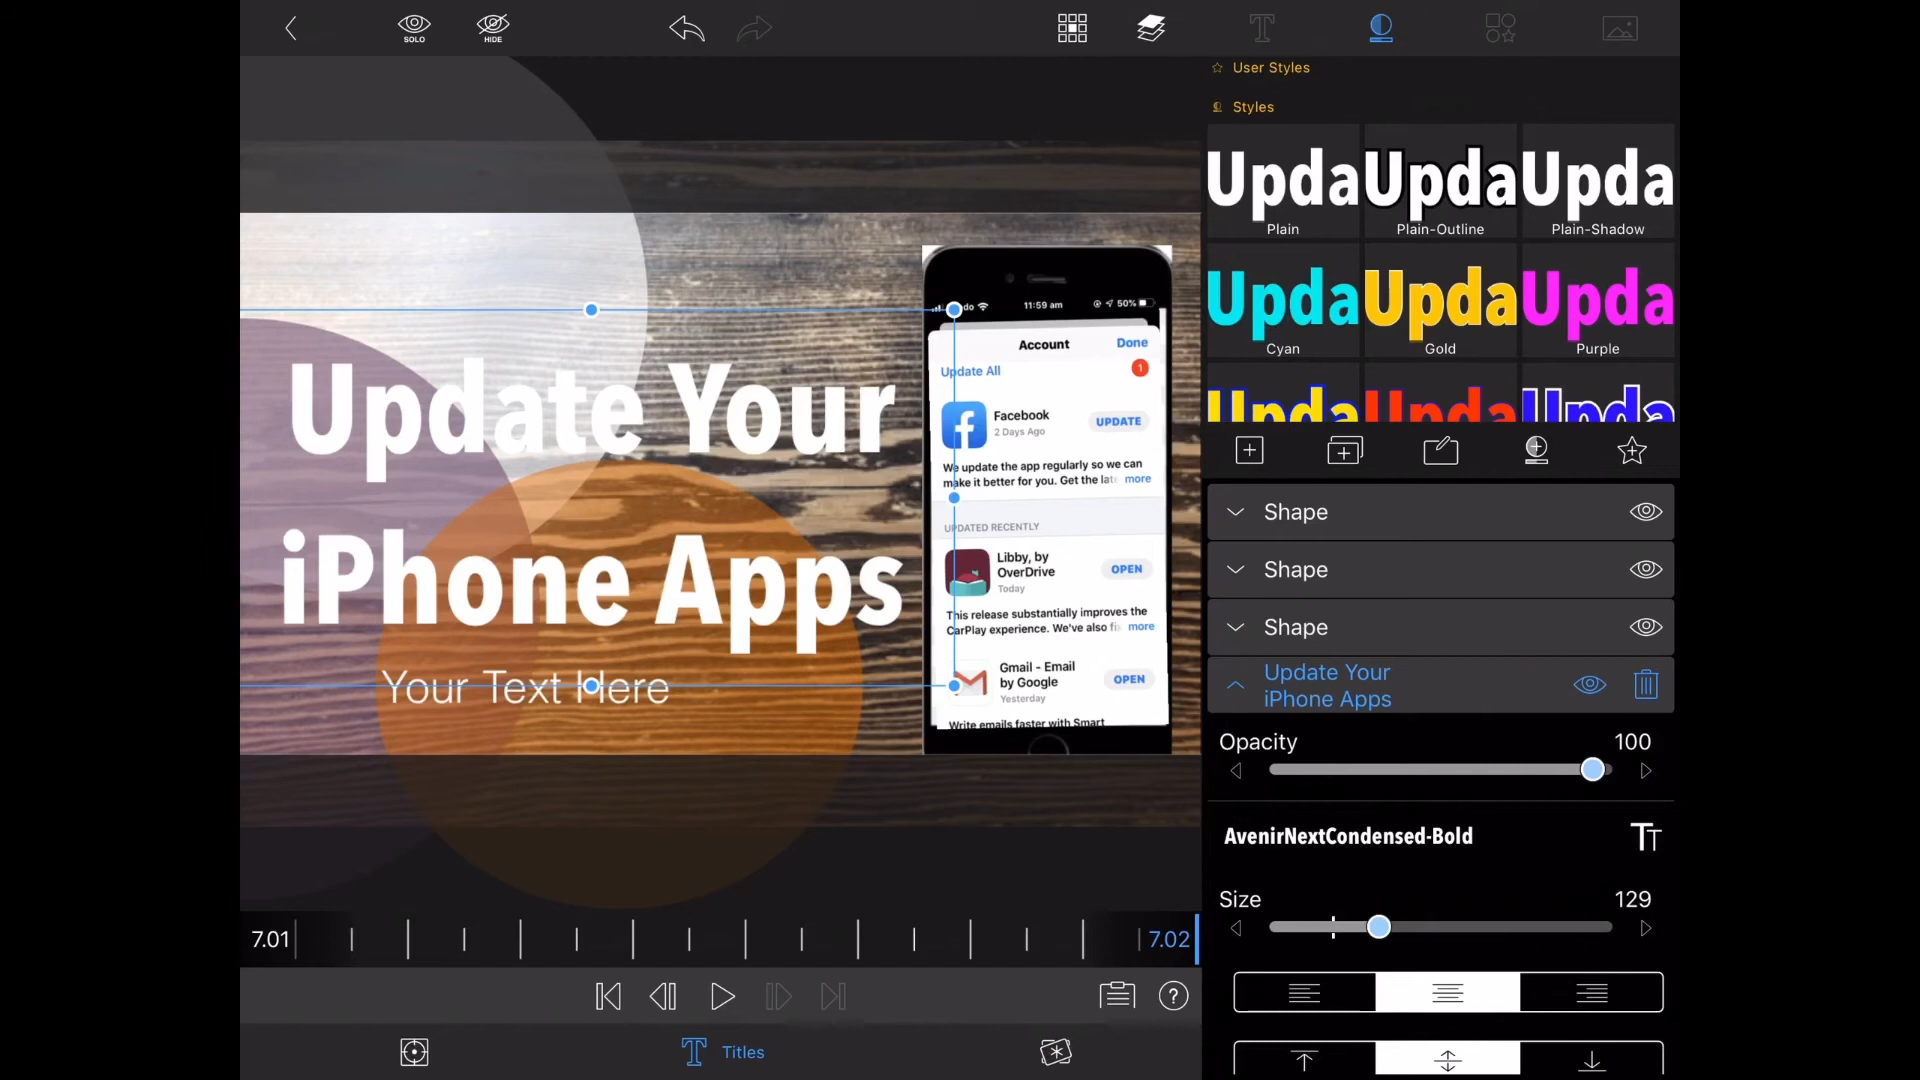 SOLO
HIDE
User Styles
Styles
Upda Upda Upda
Plain Plain-Outline Plain-Shadow
Upda Upda Upda
Cyan Gold Purple
Upda Upda Upda
Update Your
iPhone Apps
Your Text Here
11:59 am 50%
Account Done
Update All 1
Facebook
2 Days Ago
UPDATE
We update the app regularly so we can
make it better for you. Get the late more
UPDATED RECENTLY
Libby, by
OverDrive
Today
OPEN
This release substantially improves the
CarPlay experience. We've also fi more
Gmail - Email
by Google
Yesterday
OPEN
Write emails faster with Smart
Shape
Shape
Shape
Update Your
iPhone Apps
Opacity 100
AvenirNextCondensed-Bold
Size 129
7.01 7.02
Titles